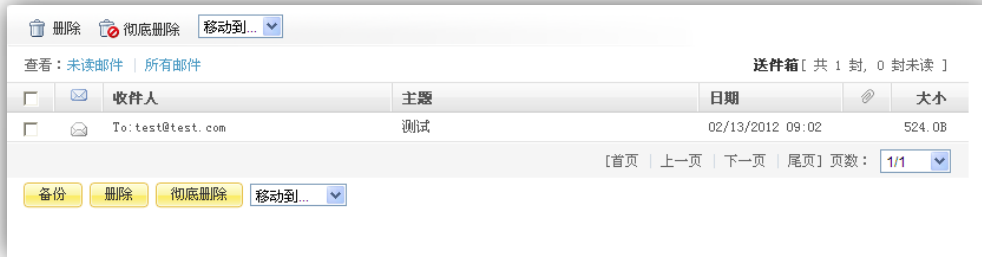 删除 彻底删除 移动到...
查看：未读邮件 | 所有邮件 送件箱[ 共 1 封, 0 封未读 ]
收件人 主题 日期 大小
To:test@test.com 测试 02/13/2012 09:02 524.0B
[首页 | 上一页 | 下一页 | 尾页] 页数： 1/1
备份 删除 彻底删除 移动到...